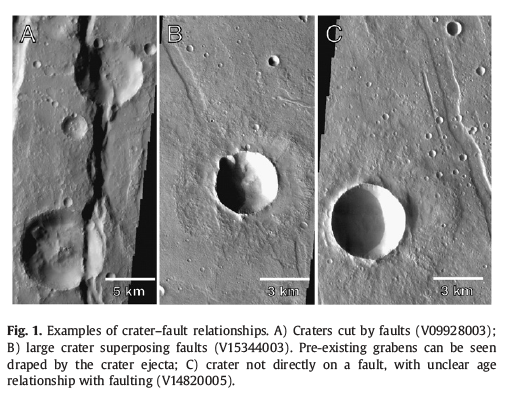 A
B
C
5 km
3 km
3 km
Fig. 1. Examples of crater–fault relationships. A) Craters cut by faults (V09928003);
B) large crater superposing faults (V15344003). Pre-existing grabens can be seen
draped by the crater ejecta; C) crater not directly on a fault, with unclear age
relationship with faulting (V14820005).